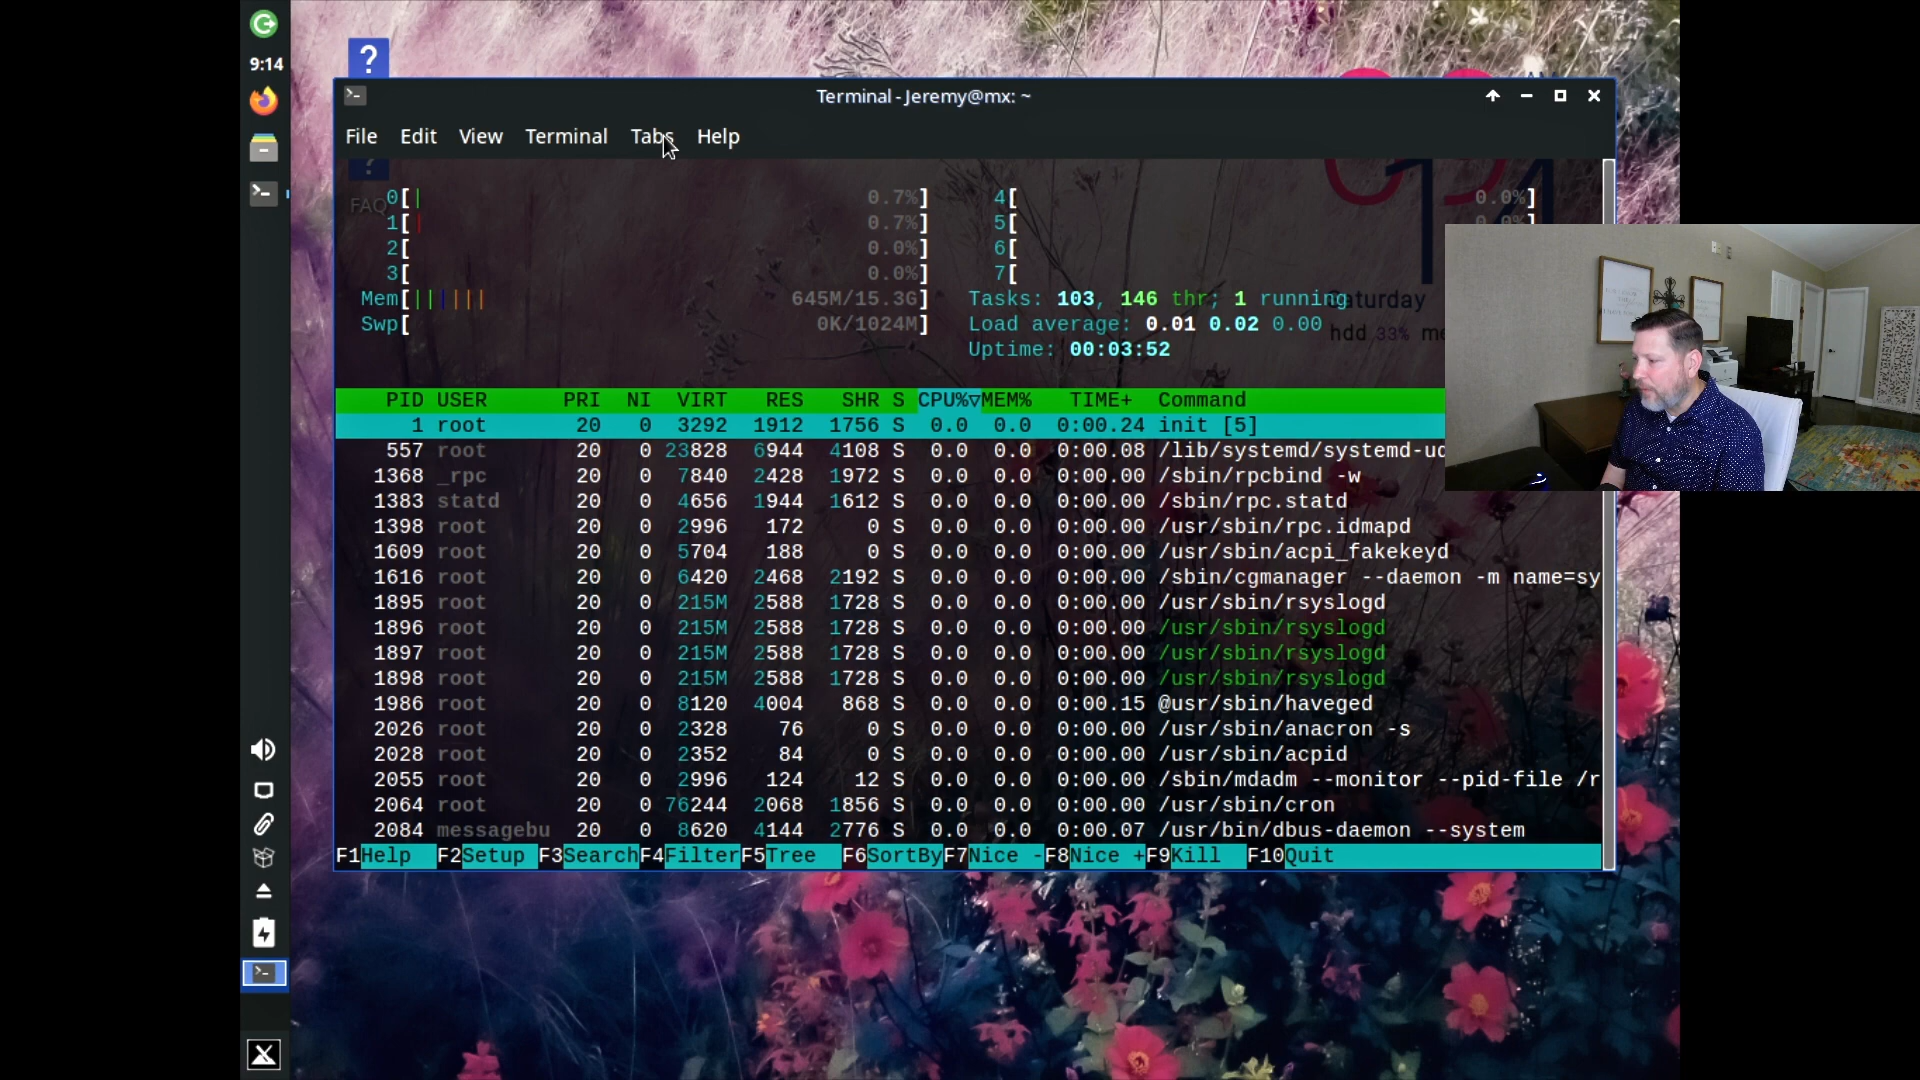 9:14
?
Terminal - Jeremy@mx: ~
File Edit View Terminal Tabs Help
FAQ
0[| 0.7%] 4[ 0.0%]
1[| 0.7%] 5[ 0.0%]
2[ 0.0%] 6[
3[ 0.0%] 7[
Mem[||||||| 645M/15.3G] Tasks: 103, 146 thr; 1 running
Saturday
Swp[ 0K/1024M] Load average: 0.01 0.02 0.00
hdd 33% me
Uptime: 00:03:52
PID USER PRI NI VIRT RES SHR S CPU%▽MEM% TIME+ Command
1 root 20 0 3292 1912 1756 S 0.0 0.0 0:00.24 init [5]
557 root 20 0 23828 6944 4108 S 0.0 0.0 0:00.08 /lib/systemd/systemd-ud
1368 _rpc 20 0 7840 2428 1972 S 0.0 0.0 0:00.00 /sbin/rpcbind -w
1383 statd 20 0 4656 1944 1612 S 0.0 0.0 0:00.00 /sbin/rpc.statd
1398 root 20 0 2996 172 0 S 0.0 0.0 0:00.00 /usr/sbin/rpc.idmapd
1609 root 20 0 5704 188 0 S 0.0 0.0 0:00.00 /usr/sbin/acpi_fakekeyd
1616 root 20 0 6420 2468 2192 S 0.0 0.0 0:00.00 /sbin/cgmanager --daemon -m name=sy
1895 root 20 0 215M 2588 1728 S 0.0 0.0 0:00.00 /usr/sbin/rsyslogd
1896 root 20 0 215M 2588 1728 S 0.0 0.0 0:00.00 /usr/sbin/rsyslogd
1897 root 20 0 215M 2588 1728 S 0.0 0.0 0:00.00 /usr/sbin/rsyslogd
1898 root 20 0 215M 2588 1728 S 0.0 0.0 0:00.00 /usr/sbin/rsyslogd
1986 root 20 0 8120 4004 868 S 0.0 0.0 0:00.15 @usr/sbin/haveged
2026 root 20 0 2328 76 0 S 0.0 0.0 0:00.00 /usr/sbin/anacron -s
2028 root 20 0 2352 84 0 S 0.0 0.0 0:00.00 /usr/sbin/acpid
2055 root 20 0 2996 124 12 S 0.0 0.0 0:00.00 /sbin/mdadm --monitor --pid-file /r
2064 root 20 0 76244 2068 1856 S 0.0 0.0 0:00.00 /usr/sbin/cron
2084 messagebu 20 0 8620 4144 2776 S 0.0 0.0 0:00.07 /usr/bin/dbus-daemon --system
F1Help F2Setup F3SearchF4FilterF5Tree F6SortByF7Nice -F8Nice +F9Kill F10Quit